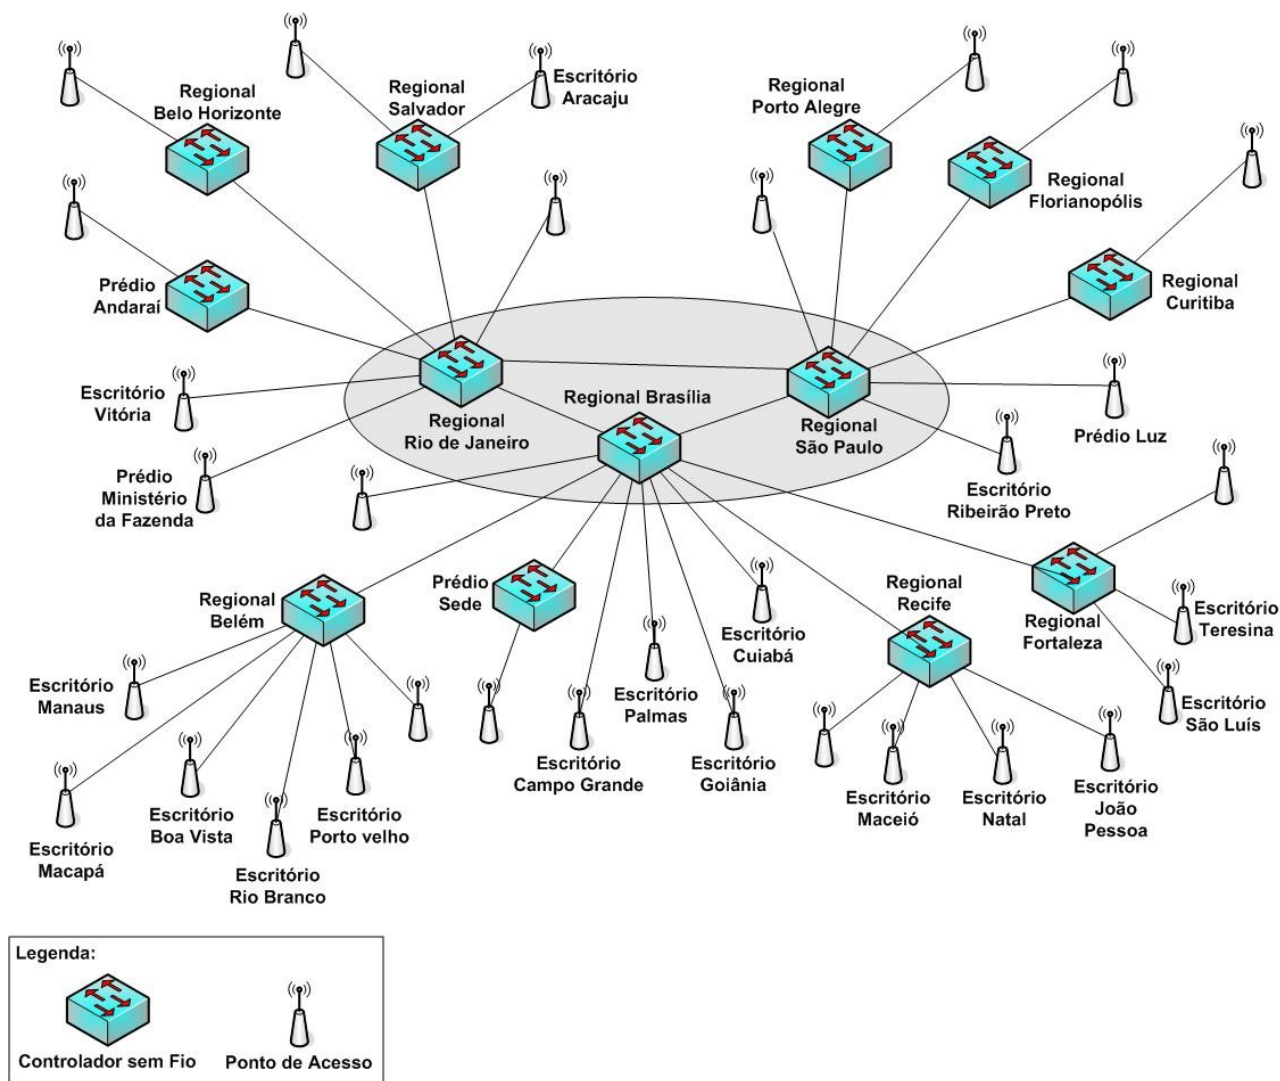 Regional
Belo Horizonte
Regional
Salvador
Escritório
Aracaju
Regional
Porto Alegre
Regional
Florianopólis
Prédio
Andaraí
Regional
Curitiba
Escritório
Vitória
Regional
Rio de Janeiro
Regional Brasília
Regional
São Paulo
Prédio Luz
Prédio
Ministério
da Fazenda
Escritório
Ribeirão Preto
Regional
Belém
Prédio
Sede
Escritório
Cuiabá
Regional
Recife
Regional
Fortaleza
Escritório
Teresina
Escritório
Manaus
Escritório
Palmas
Escritório
São Luís
Escritório
Campo Grande
Escritório
Goiânia
Escritório
Macapá
Escritório
Boa Vista
Escritório
Rio Branco
Escritório
Porto velho
Escritório
Maceió
Escritório
Natal
Escritório
João
Pessoa
Legenda:
Controlador sem Fio
Ponto de Acesso